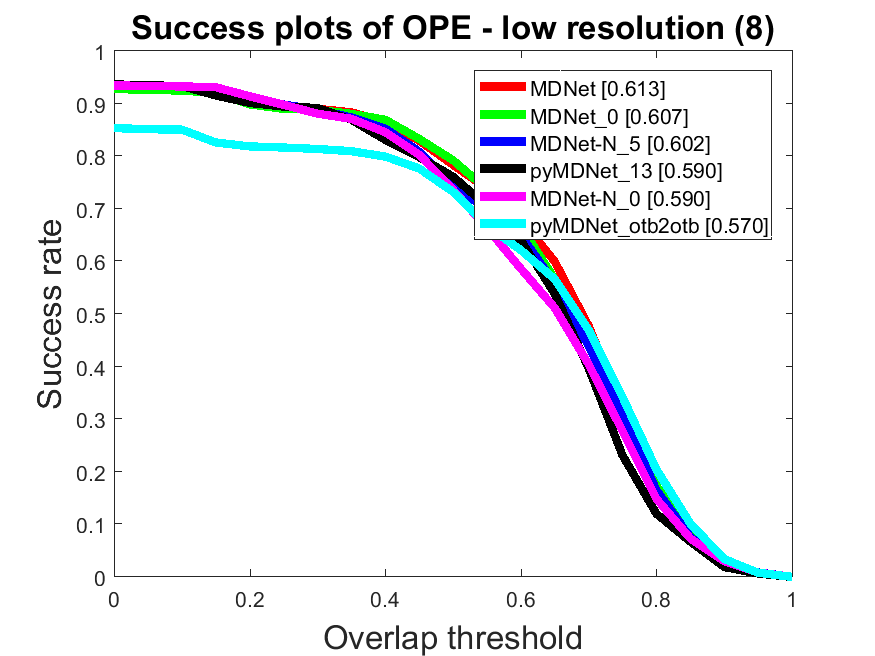 Success plots of OPE - low resolution (8)
1
0.9
0.8
0.7
0.6
0.5
0.4
0.3
0.2
0.1
0
Success rate
MDNet [0.613]
MDNet_0 [0.607]
MDNet-N_5 [0.602]
pyMDNet_13 [0.590]
MDNet-N_0 [0.590]
pyMDNet_otb2otb [0.570]
0 0.2 0.4 0.6 0.8 1
Overlap threshold